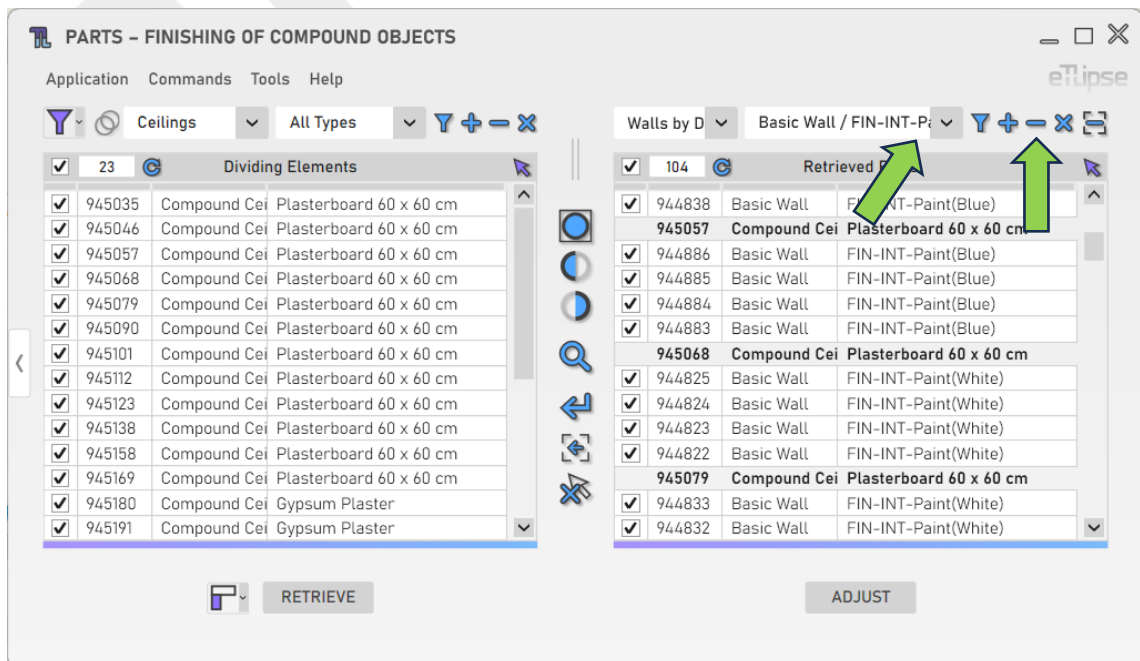 PARTS – FINISHING OF COMPOUND OBJECTS
Application Commands Tools Help
eTLipse
Ceilings All Types
Walls by D Basic Wall / FIN-INT-Pa
23 Dividing Elements
945035 Compound Cei Plasterboard 60 x 60 cm
945046 Compound Cei Plasterboard 60 x 60 cm
945057 Compound Cei Plasterboard 60 x 60 cm
945068 Compound Cei Plasterboard 60 x 60 cm
945079 Compound Cei Plasterboard 60 x 60 cm
945090 Compound Cei Plasterboard 60 x 60 cm
945101 Compound Cei Plasterboard 60 x 60 cm
945112 Compound Cei Plasterboard 60 x 60 cm
945123 Compound Cei Plasterboard 60 x 60 cm
945138 Compound Cei Plasterboard 60 x 60 cm
945158 Compound Cei Plasterboard 60 x 60 cm
945169 Compound Cei Plasterboard 60 x 60 cm
945180 Compound Cei Gypsum Plaster
945191 Compound Cei Gypsum Plaster
RETRIEVE
104 Retrieved
944838 Basic Wall FIN-INT-Paint(Blue)
945057 Compound Cei Plasterboard 60 x 60 cm
944886 Basic Wall FIN-INT-Paint(Blue)
944885 Basic Wall FIN-INT-Paint(Blue)
944884 Basic Wall FIN-INT-Paint(Blue)
944883 Basic Wall FIN-INT-Paint(Blue)
945068 Compound Cei Plasterboard 60 x 60 cm
944825 Basic Wall FIN-INT-Paint(White)
944824 Basic Wall FIN-INT-Paint(White)
944823 Basic Wall FIN-INT-Paint(White)
944822 Basic Wall FIN-INT-Paint(White)
945079 Compound Cei Plasterboard 60 x 60 cm
944833 Basic Wall FIN-INT-Paint(White)
944832 Basic Wall FIN-INT-Paint(White)
ADJUST